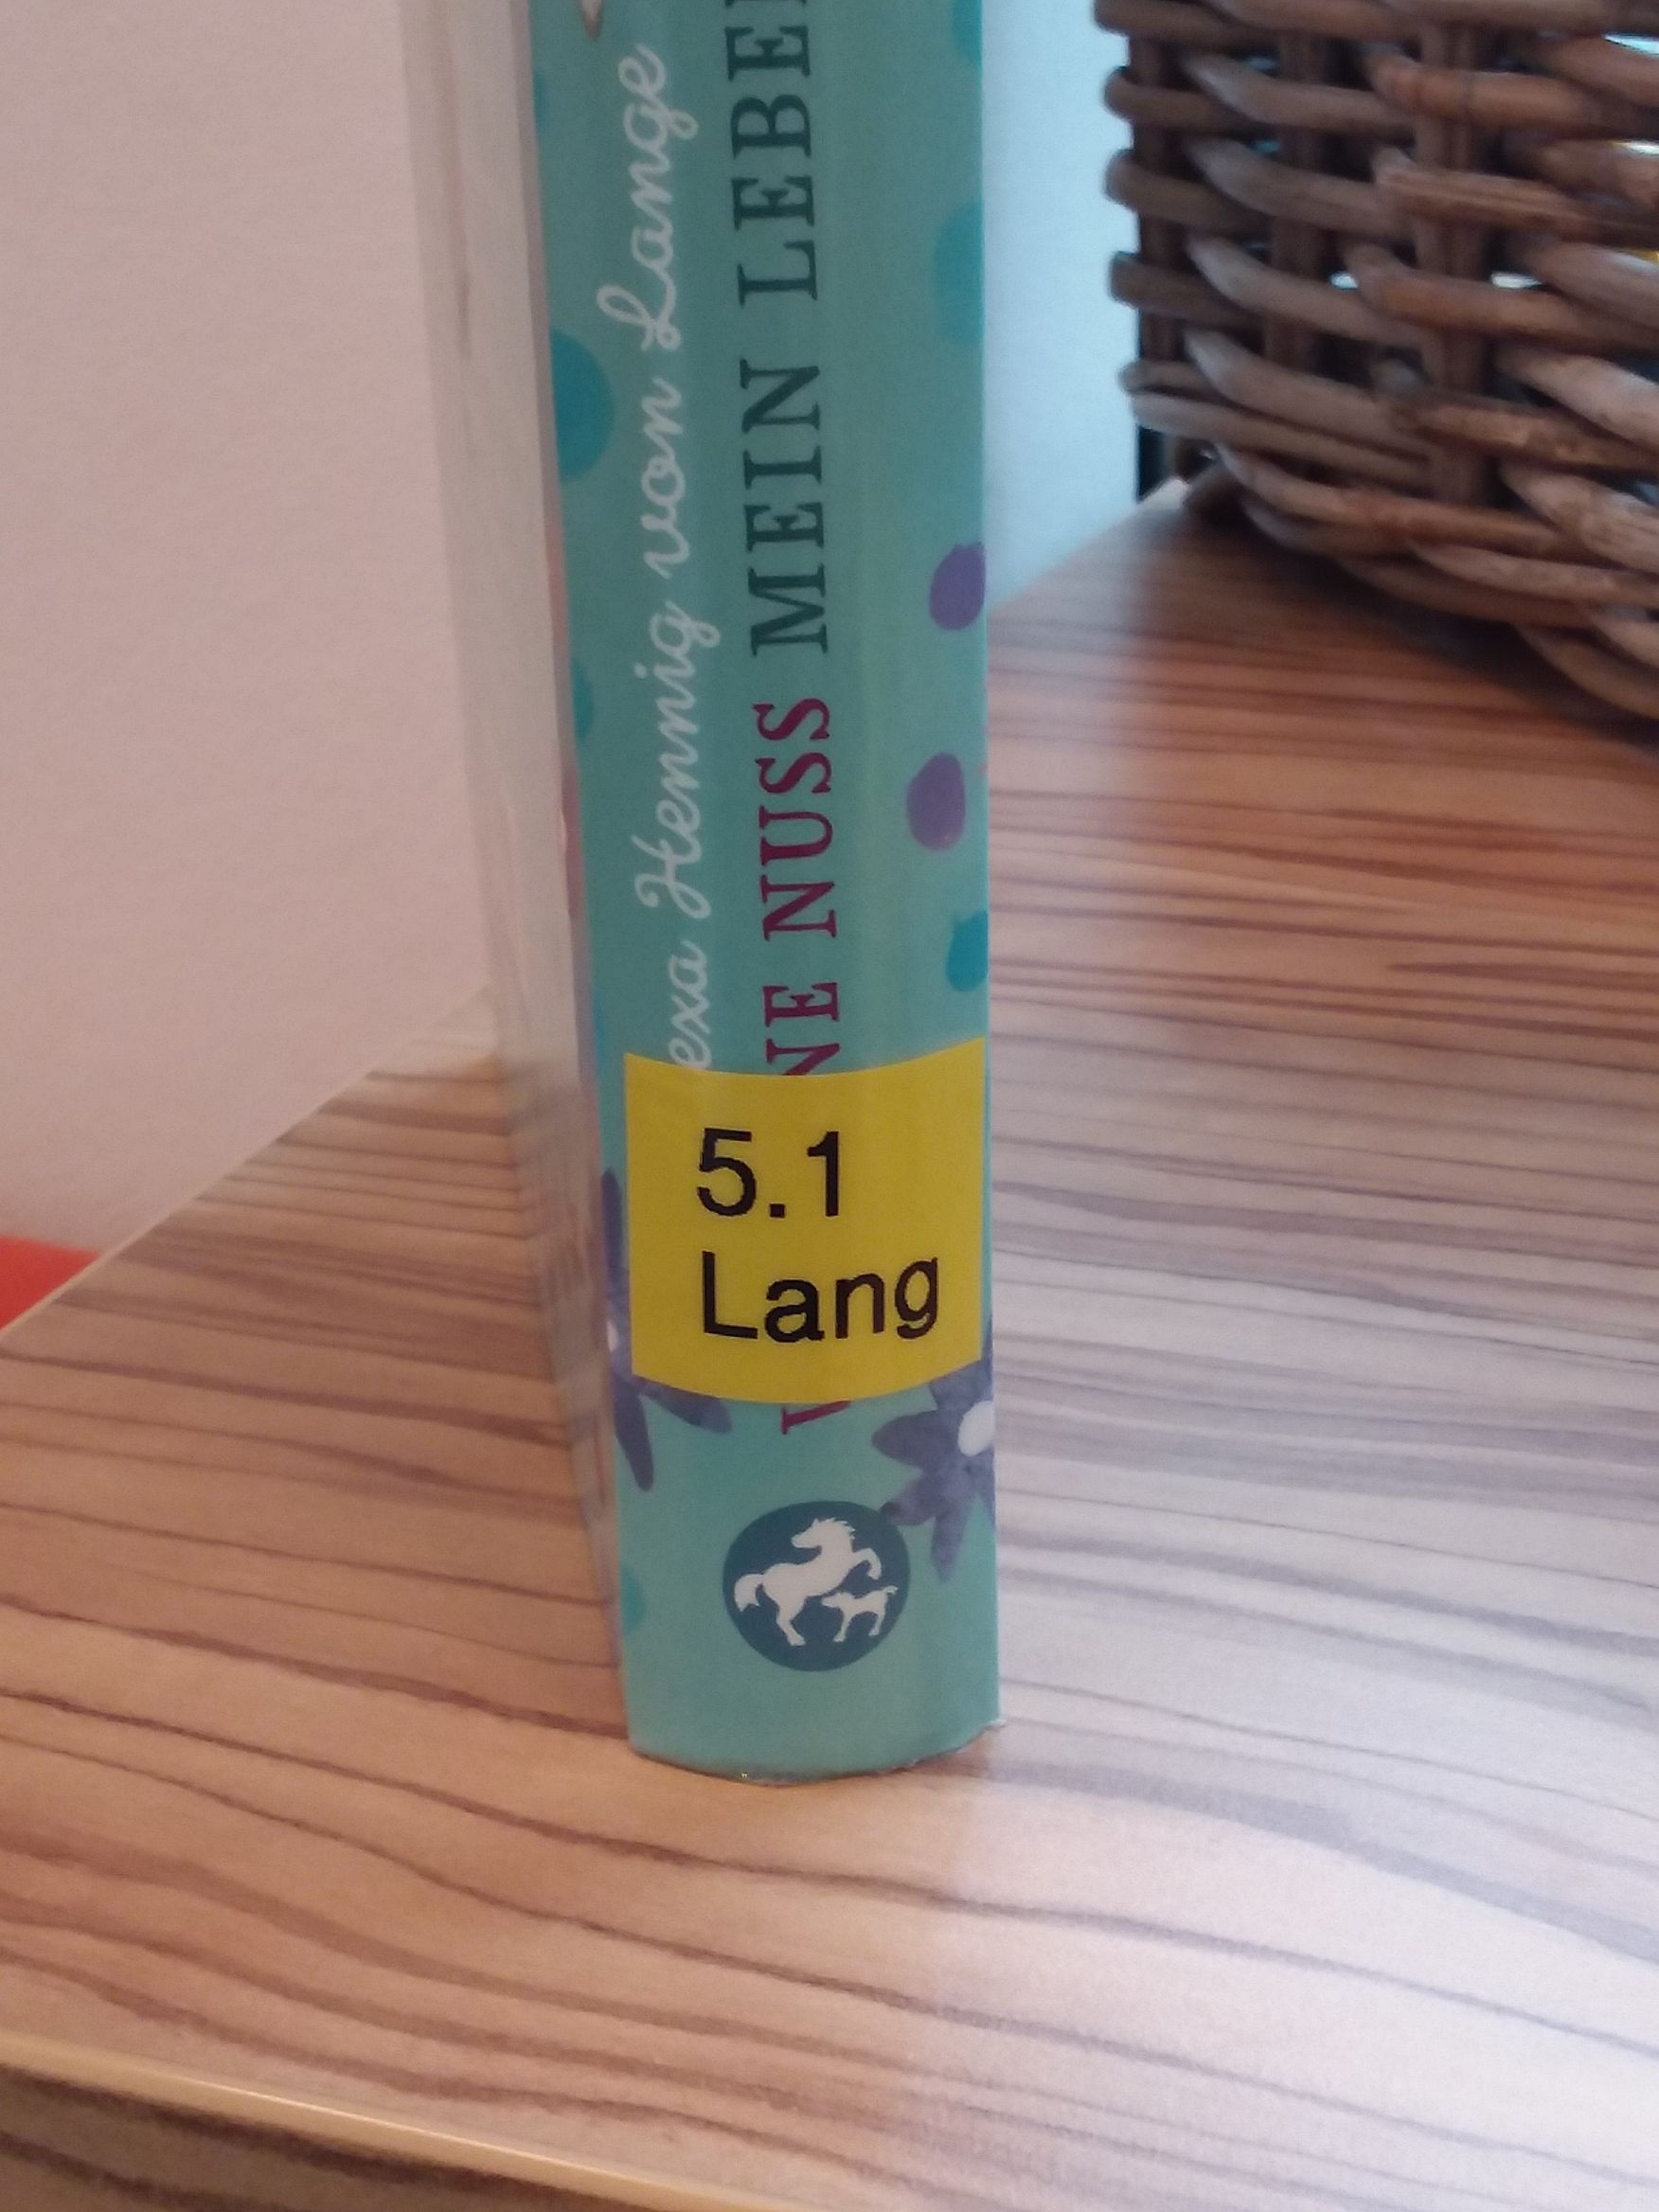 exa Hennig von Lange
NE NUSS MEIN LEBE
5.1
Lang